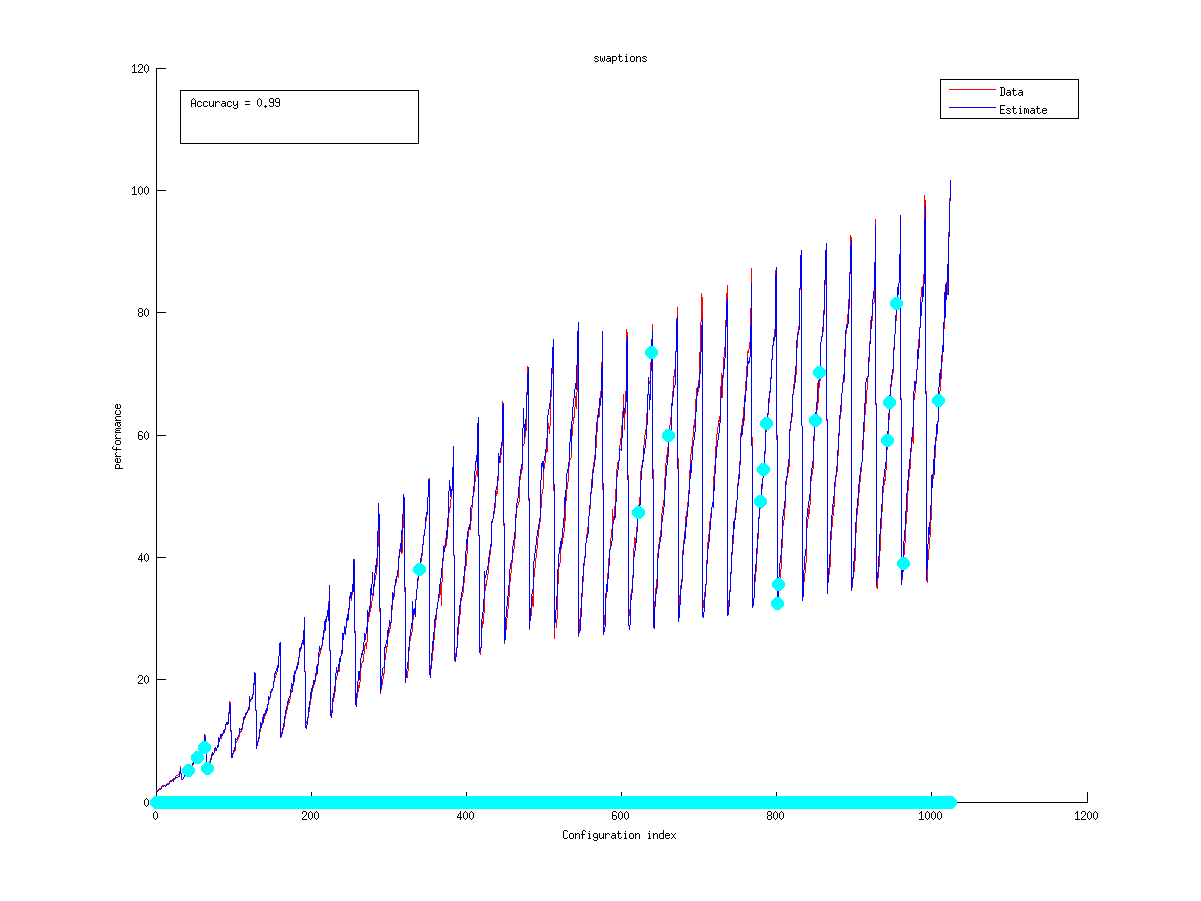 swaptions
Accuracy = 0.99
Data
Estimate
120
100
80
60
40
20
0
performance
0 200 400 600 800 1000 1200
Configuration index